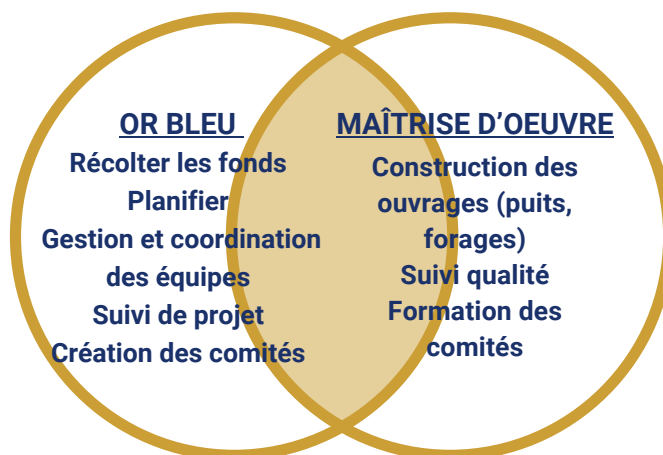 OR BLEU
Récolter les fonds
Planifier
Gestion et coordination
des équipes
Suivi de projet
Création des comités
MAÎTRISE D'OEUVRE
Construction des
ouvrages (puits,
forages)
Suivi qualité
Formation des
comités